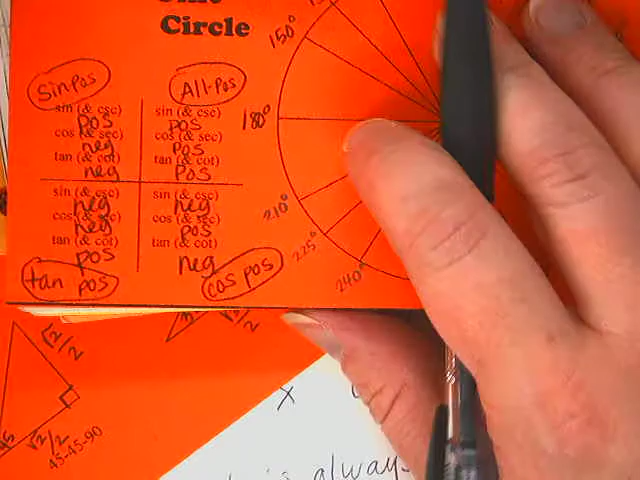 Circle
150°
180°
210°
225°
240°
Sin pos
sin (& csc)
pos
cos (& sec)
neg
tan (& cot)
neg
All-pos
sin (& csc)
pos
cos (& sec)
pos
tan (& cot)
pos
sin (& csc)
neg
cos (& sec)
neg
tan (& cot)
pos
tan pos
sin (& csc)
neg
cos (& sec)
pos
tan (& cot)
neg
cos pos
√2/2
45
√2/2
45-45-90
x
is always